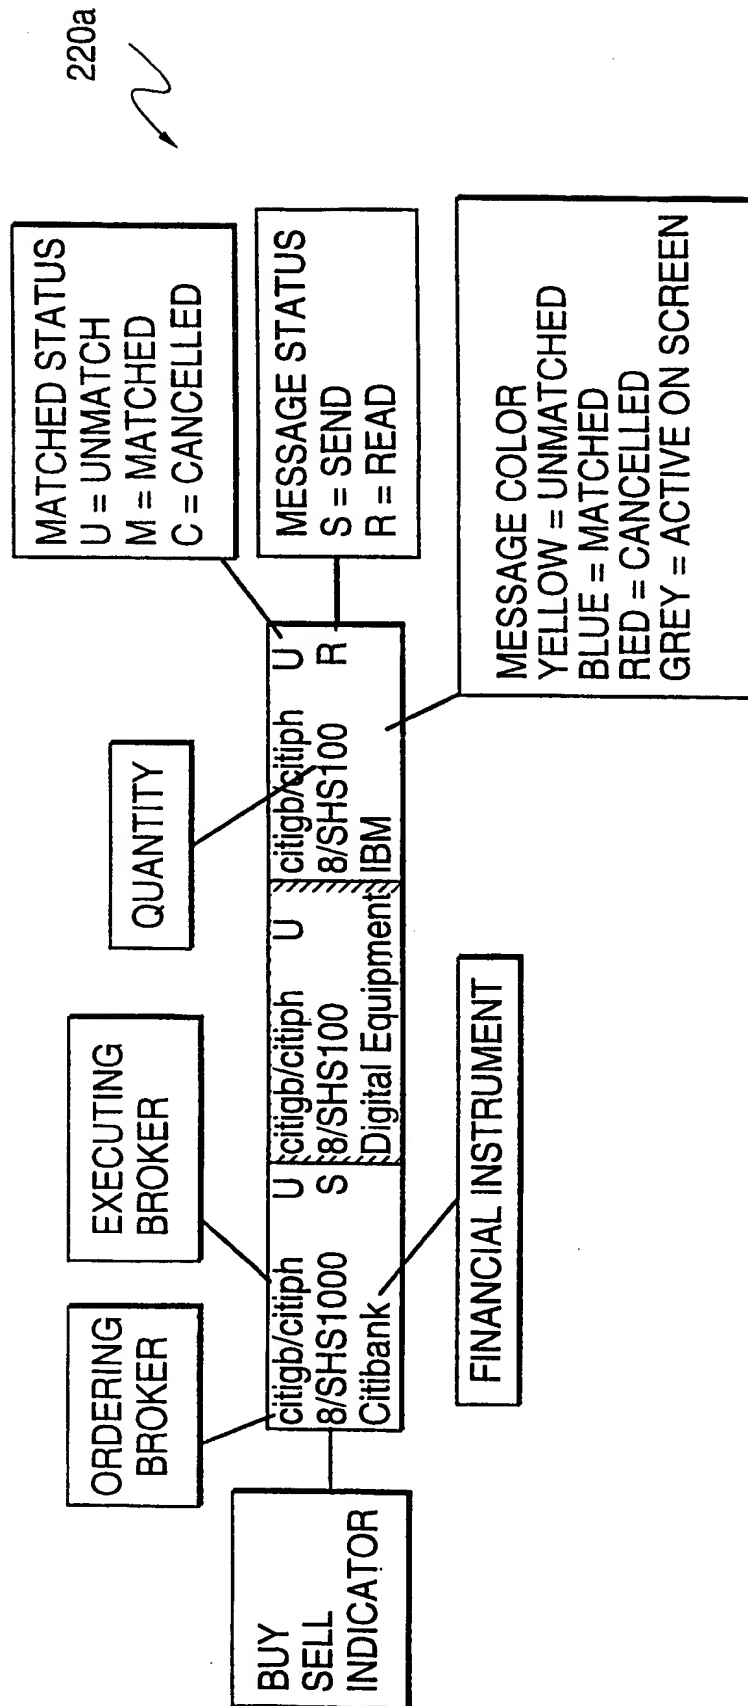 220a
ORDERING
BROKER
EXECUTING
BROKER
QUANTITY
MATCHED STATUS
U = UNMATCH
M = MATCHED
C = CANCELLED
MESSAGE STATUS
S = SEND
R = READ
BUY
SELL
INDICATOR
citigb/citiph U
8/SHS1000 S
Citibank
citigb/citiph U
8/SHS100
Digital Equipment
citigb/citiph U
8/SHS100 R
IBM
FINANCIAL INSTRUMENT
MESSAGE COLOR
YELLOW = UNMATCHED
BLUE = MATCHED
RED = CANCELLED
GREY = ACTIVE ON SCREEN